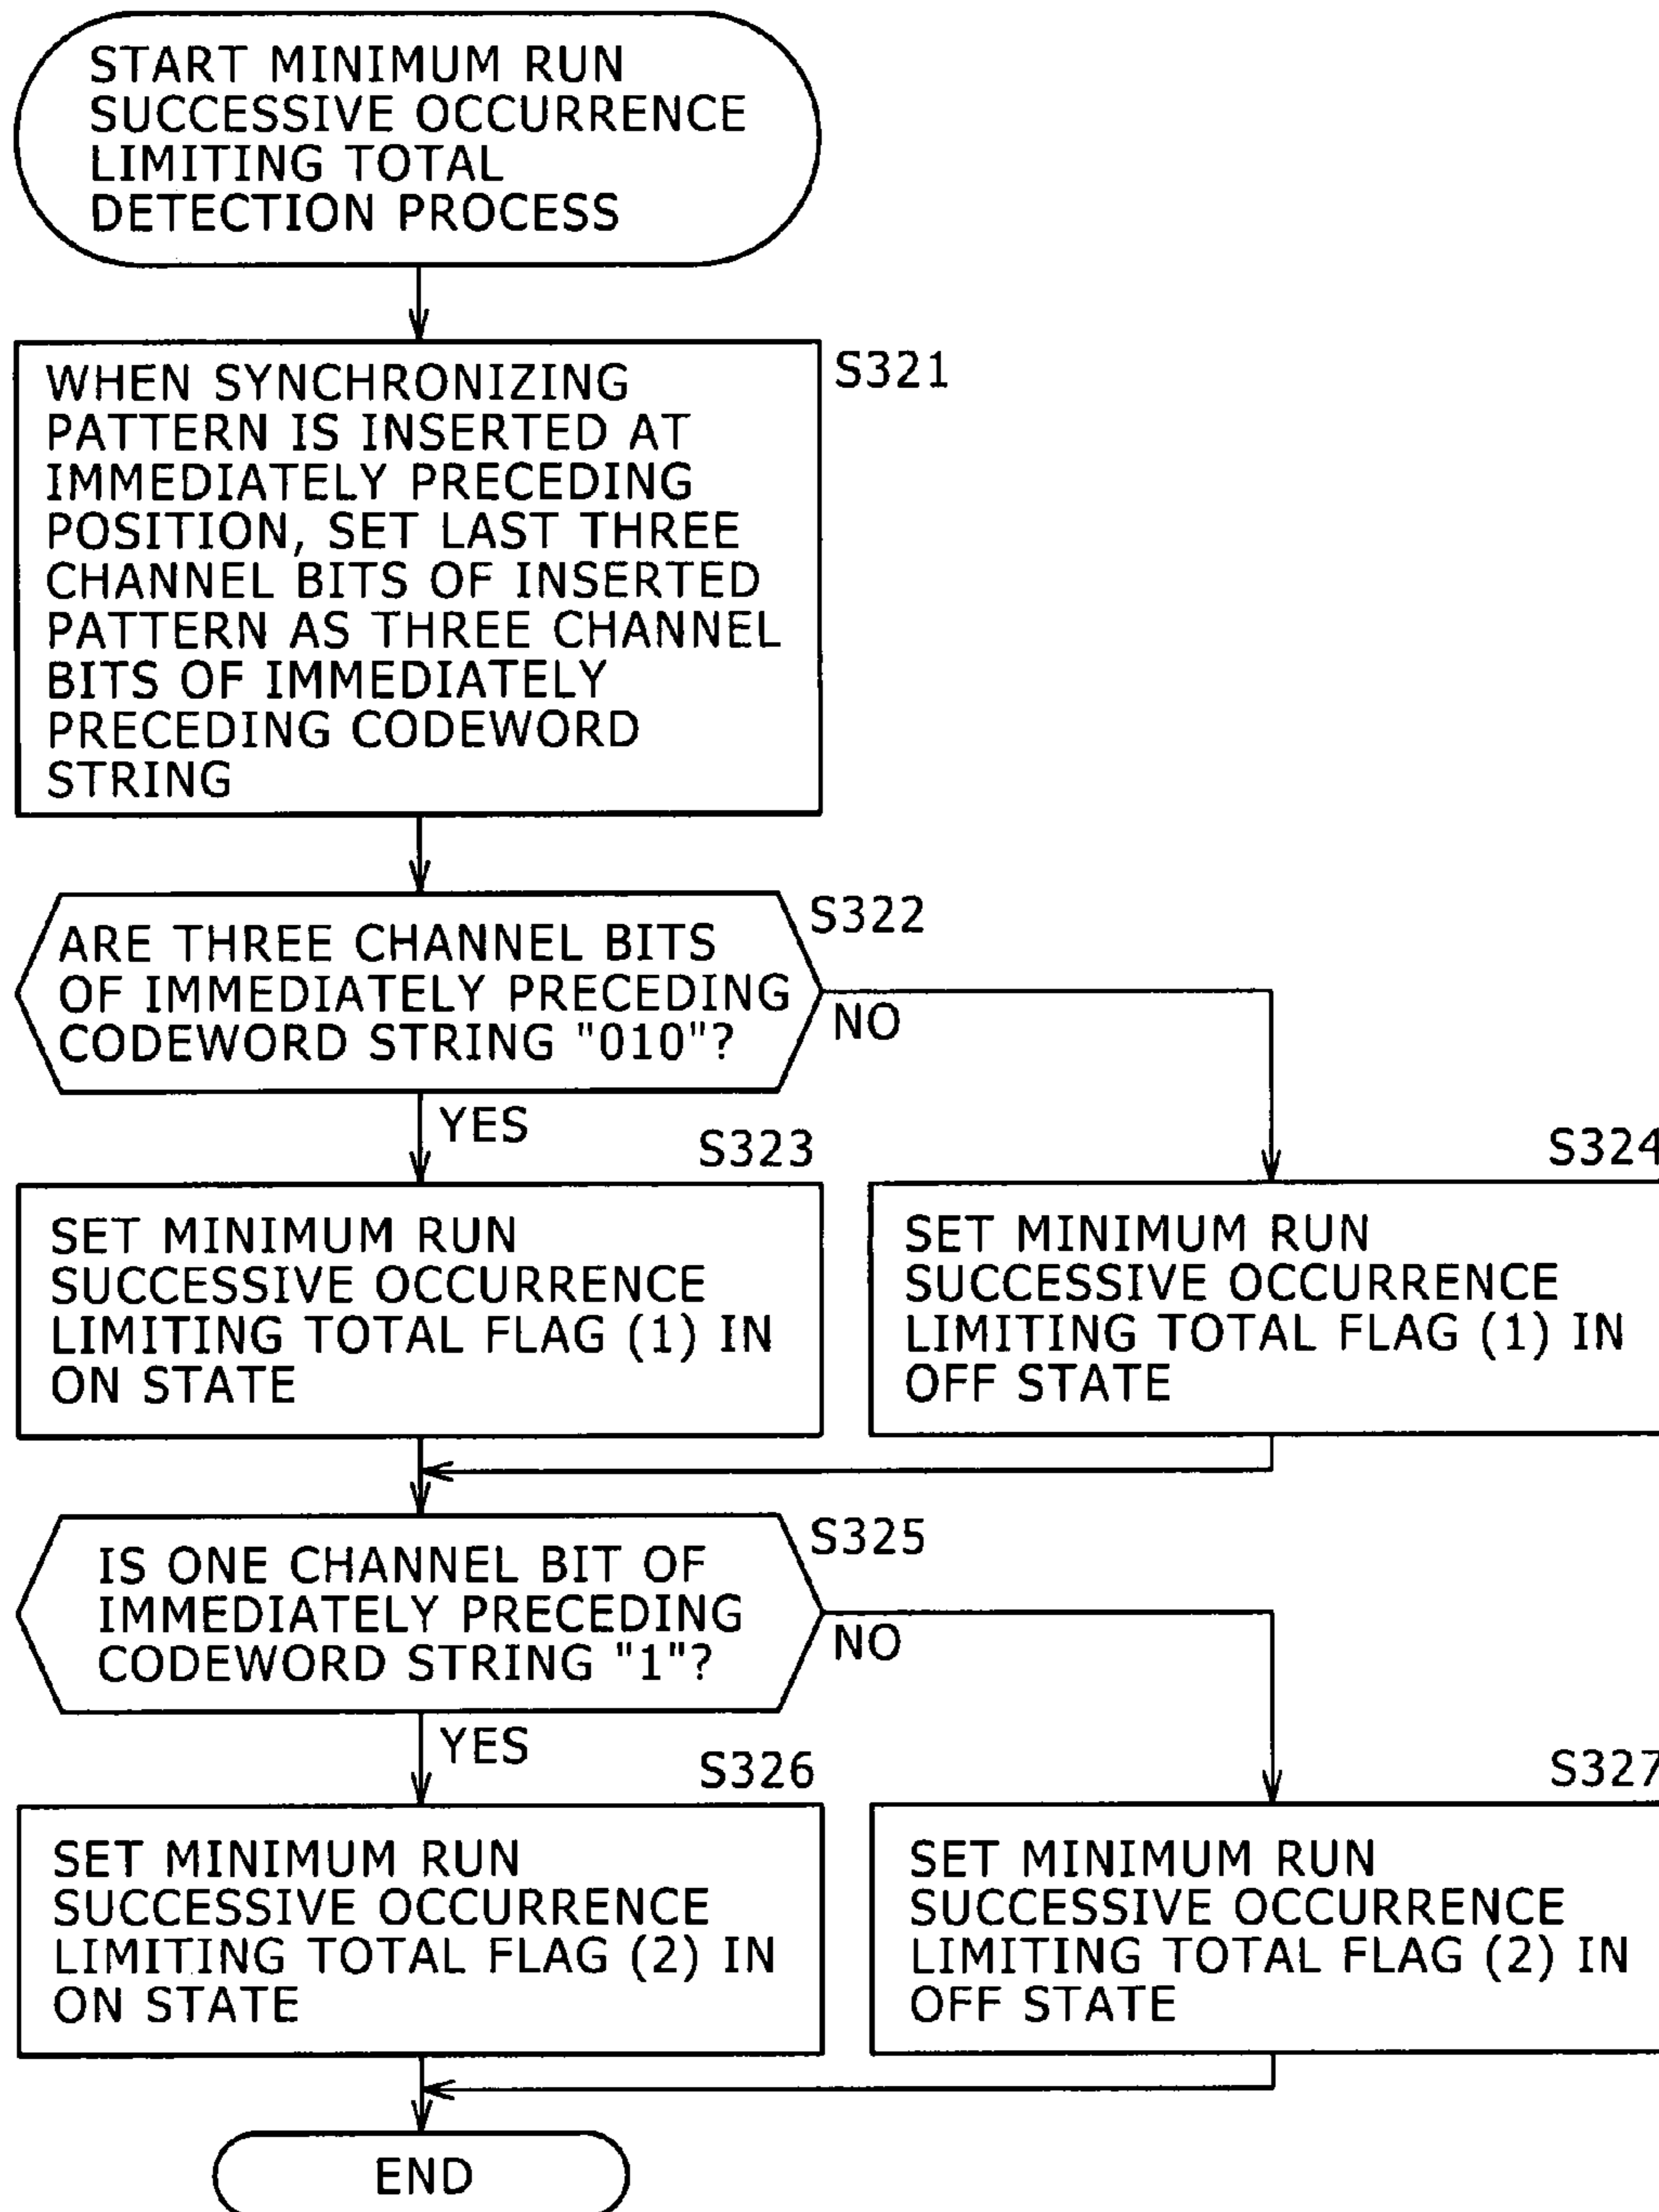 START MINIMUM RUN
SUCCESSIVE OCCURRENCE
LIMITING TOTAL
DETECTION PROCESS
WHEN SYNCHRONIZING
PATTERN IS INSERTED AT
IMMEDIATELY PRECEDING
POSITION, SET LAST THREE
CHANNEL BITS OF INSERTED
PATTERN AS THREE CHANNEL
BITS OF IMMEDIATELY
PRECEDING CODEWORD
STRING
S321
ARE THREE CHANNEL BITS
OF IMMEDIATELY PRECEDING
CODEWORD STRING "010"?
S322
NO
YES
S323
SET MINIMUM RUN
SUCCESSIVE OCCURRENCE
LIMITING TOTAL FLAG (1) IN
ON STATE
S324
SET MINIMUM RUN
SUCCESSIVE OCCURRENCE
LIMITING TOTAL FLAG (1) IN
OFF STATE
IS ONE CHANNEL BIT OF
IMMEDIATELY PRECEDING
CODEWORD STRING "1"?
S325
NO
YES
S326
SET MINIMUM RUN
SUCCESSIVE OCCURRENCE
LIMITING TOTAL FLAG (2) IN
ON STATE
S327
SET MINIMUM RUN
SUCCESSIVE OCCURRENCE
LIMITING TOTAL FLAG (2) IN
OFF STATE
END